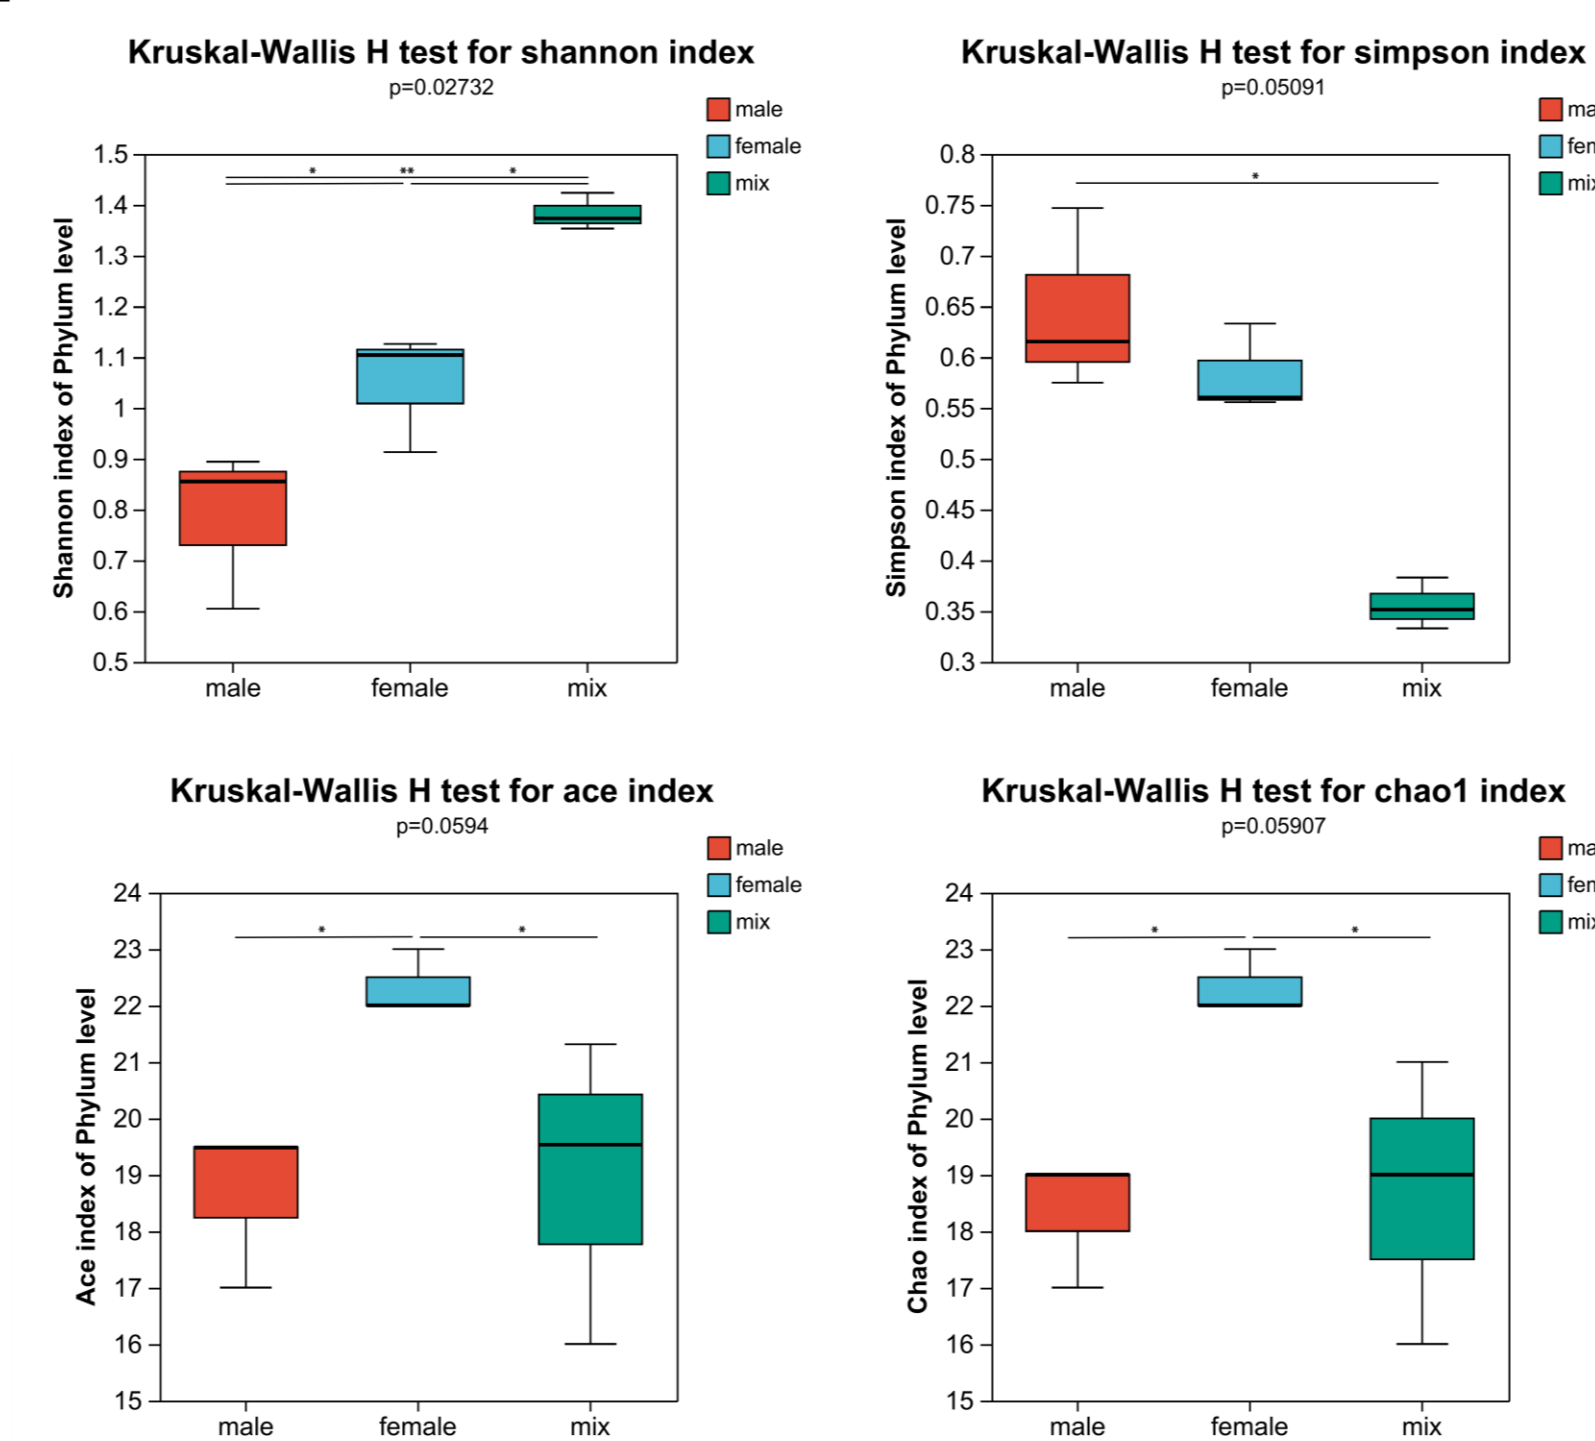 Kruskal-Wallis H test for shannon index
p=0.02732
male
female
mix
Shannon index of Phylum level
1.5
1.4
1.3
1.2
1.1
1
0.9
0.8
0.7
0.6
0.5
* ** *
male female mix
Kruskal-Wallis H test for simpson index
p=0.05091
ma
fem
mix
Simpson index of Phylum level
0.8
0.75
0.7
0.65
0.6
0.55
0.5
0.45
0.4
0.35
0.3
*
male female mix
Kruskal-Wallis H test for ace index
p=0.0594
male
female
mix
Ace index of Phylum level
24
23
22
21
20
19
18
17
16
15
* *
male female mix
Kruskal-Wallis H test for chao1 index
p=0.05907
ma
fem
mix
Chao index of Phylum level
24
23
22
21
20
19
18
17
16
15
* *
male female mix